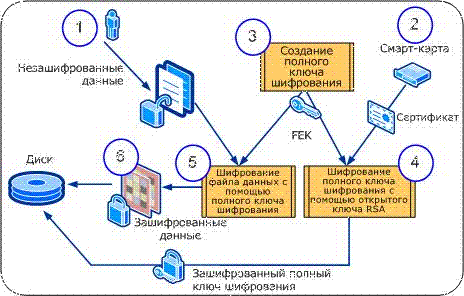 1
2
3
Создание
полного
ключа
шифрования
Смарт-карта
Незашифрованные
данные
Сертификат
FEK
Диск
6
5
4
Шифрование
файла данных с
помощью
полного ключа
шифрования
Шифрование
полного ключа
шифрования с
помощью открытого
ключа RSA
Зашифрованные
данные
Зашифрованный полный
ключ шифрования